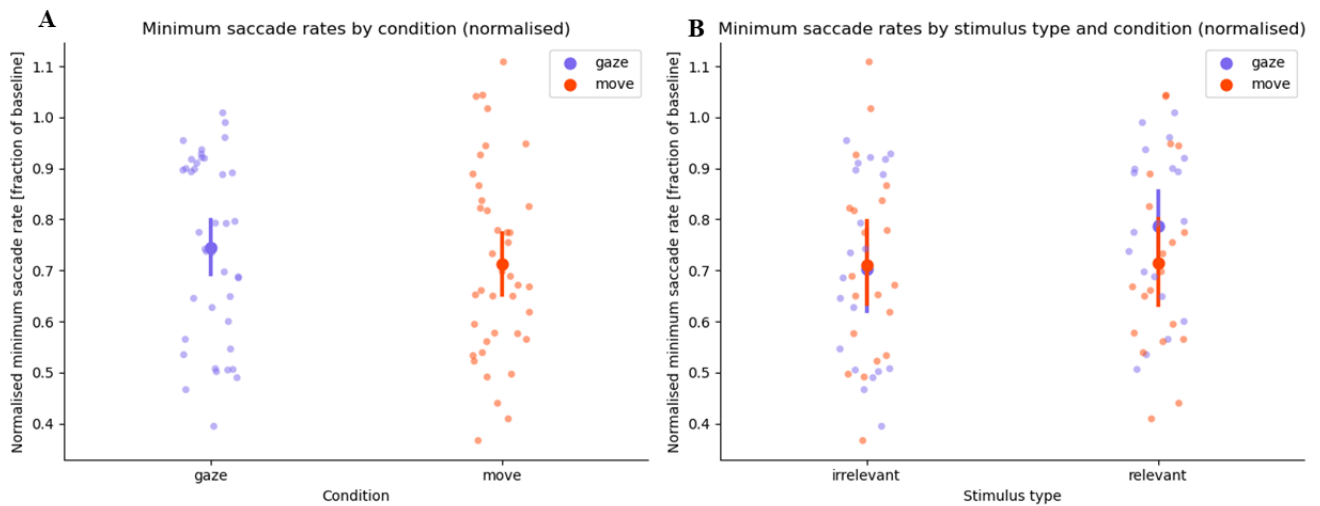 A
Minimum saccade rates by condition (normalised)
Normalised minimum saccade rate [fraction of baseline]
1.1
1.0
0.9
0.8
0.7
0.6
0.5
0.4
gaze
move
gaze
move
Condition
B
Minimum saccade rates by stimulus type and condition (normalised)
Normalised minimum saccade rate [fraction of baseline]
1.1
1.0
0.9
0.8
0.7
0.6
0.5
0.4
gaze
move
irrelevant
relevant
Stimulus type